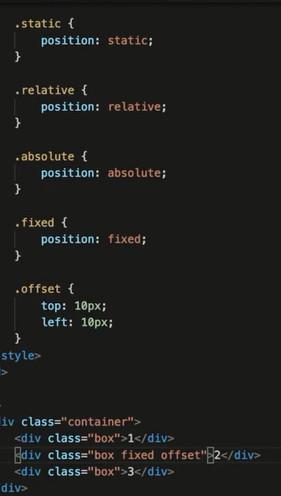 .static {
position: static;
}
.relative {
position: relative;
}
.absolute {
position: absolute;
}
.fixed {
position: fixed;
}
.offset {
top: 10px;
left: 10px;
}
style>
>
iv class="container">
<div class="box">1</div>
<div class="box fixed offset">2</div>
<div class="box">3</div>
div>